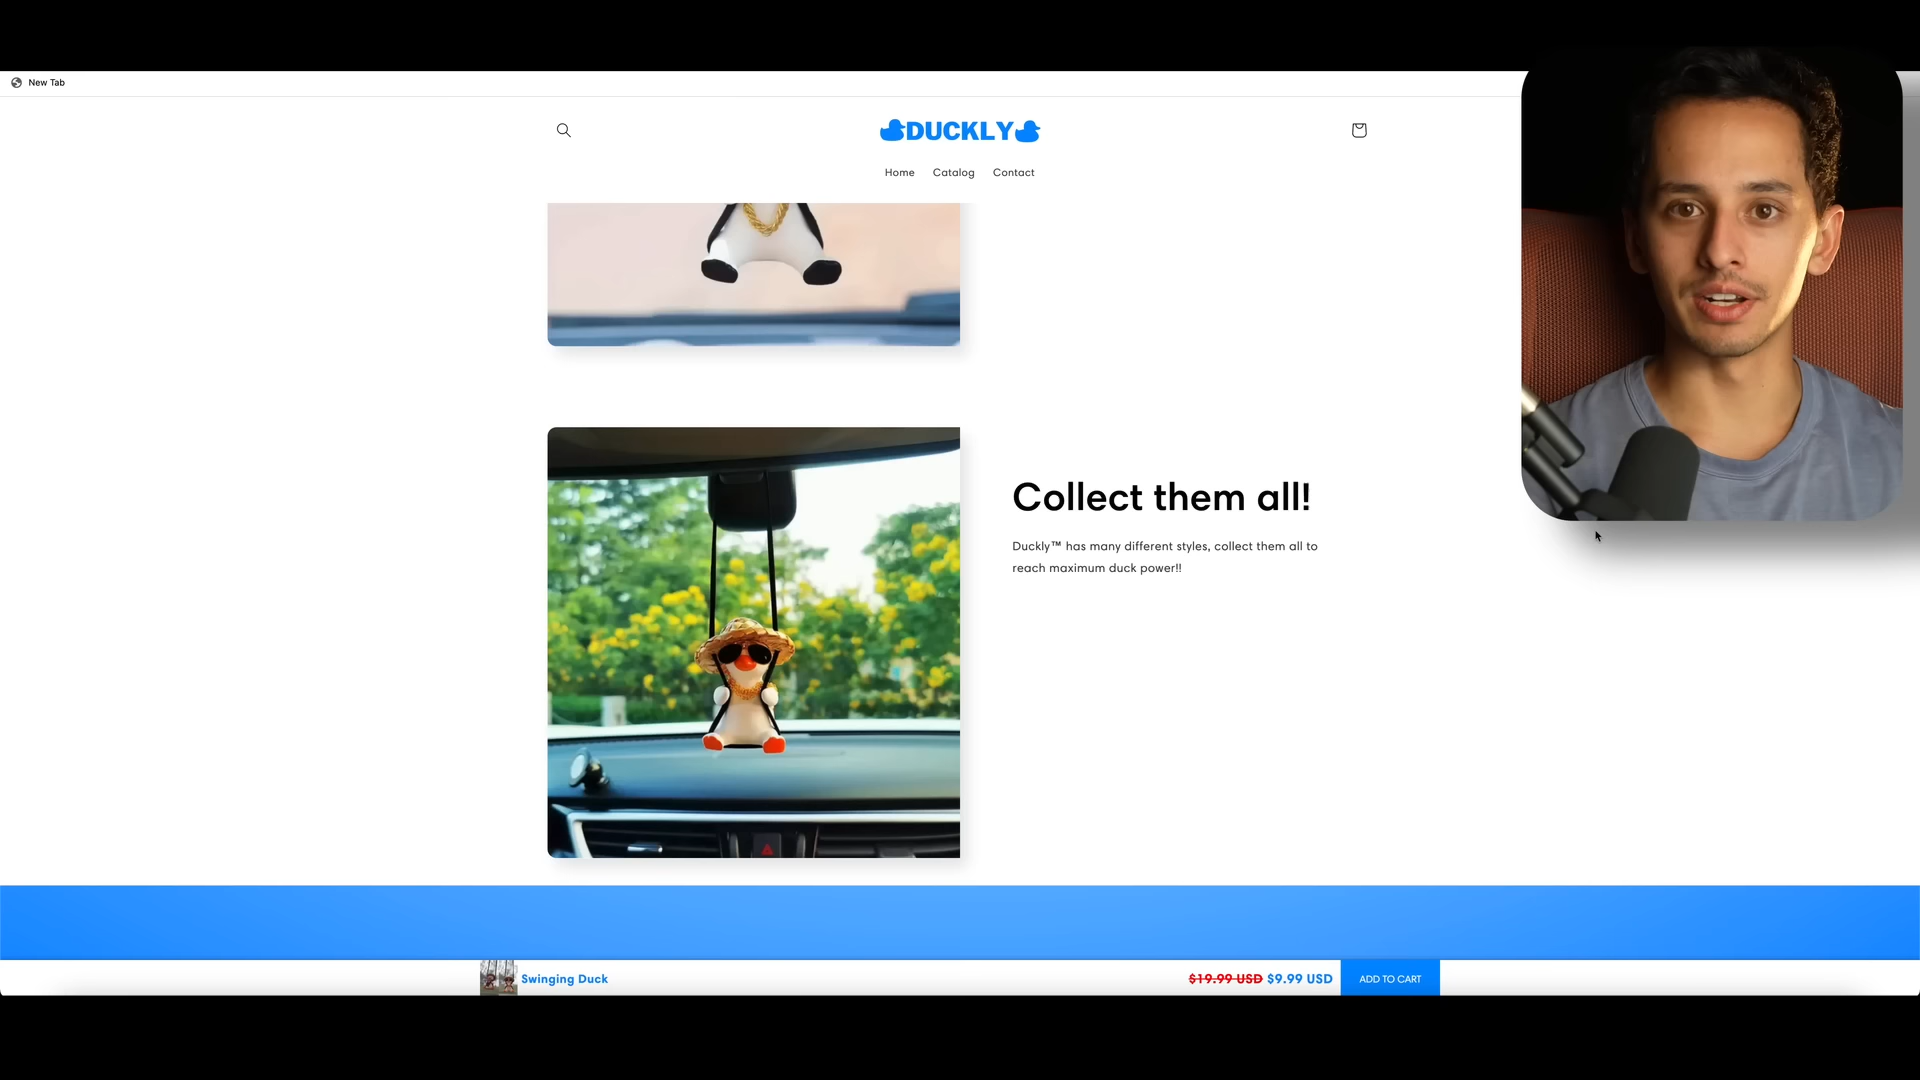 New Tab
DUCKLY
Home Catalog Contact
Collect them all!
Duckly™ has many different styles, collect them all to
reach maximum duck power!!
Swinging Duck
$19.99 USD $9.99 USD
ADD TO CART